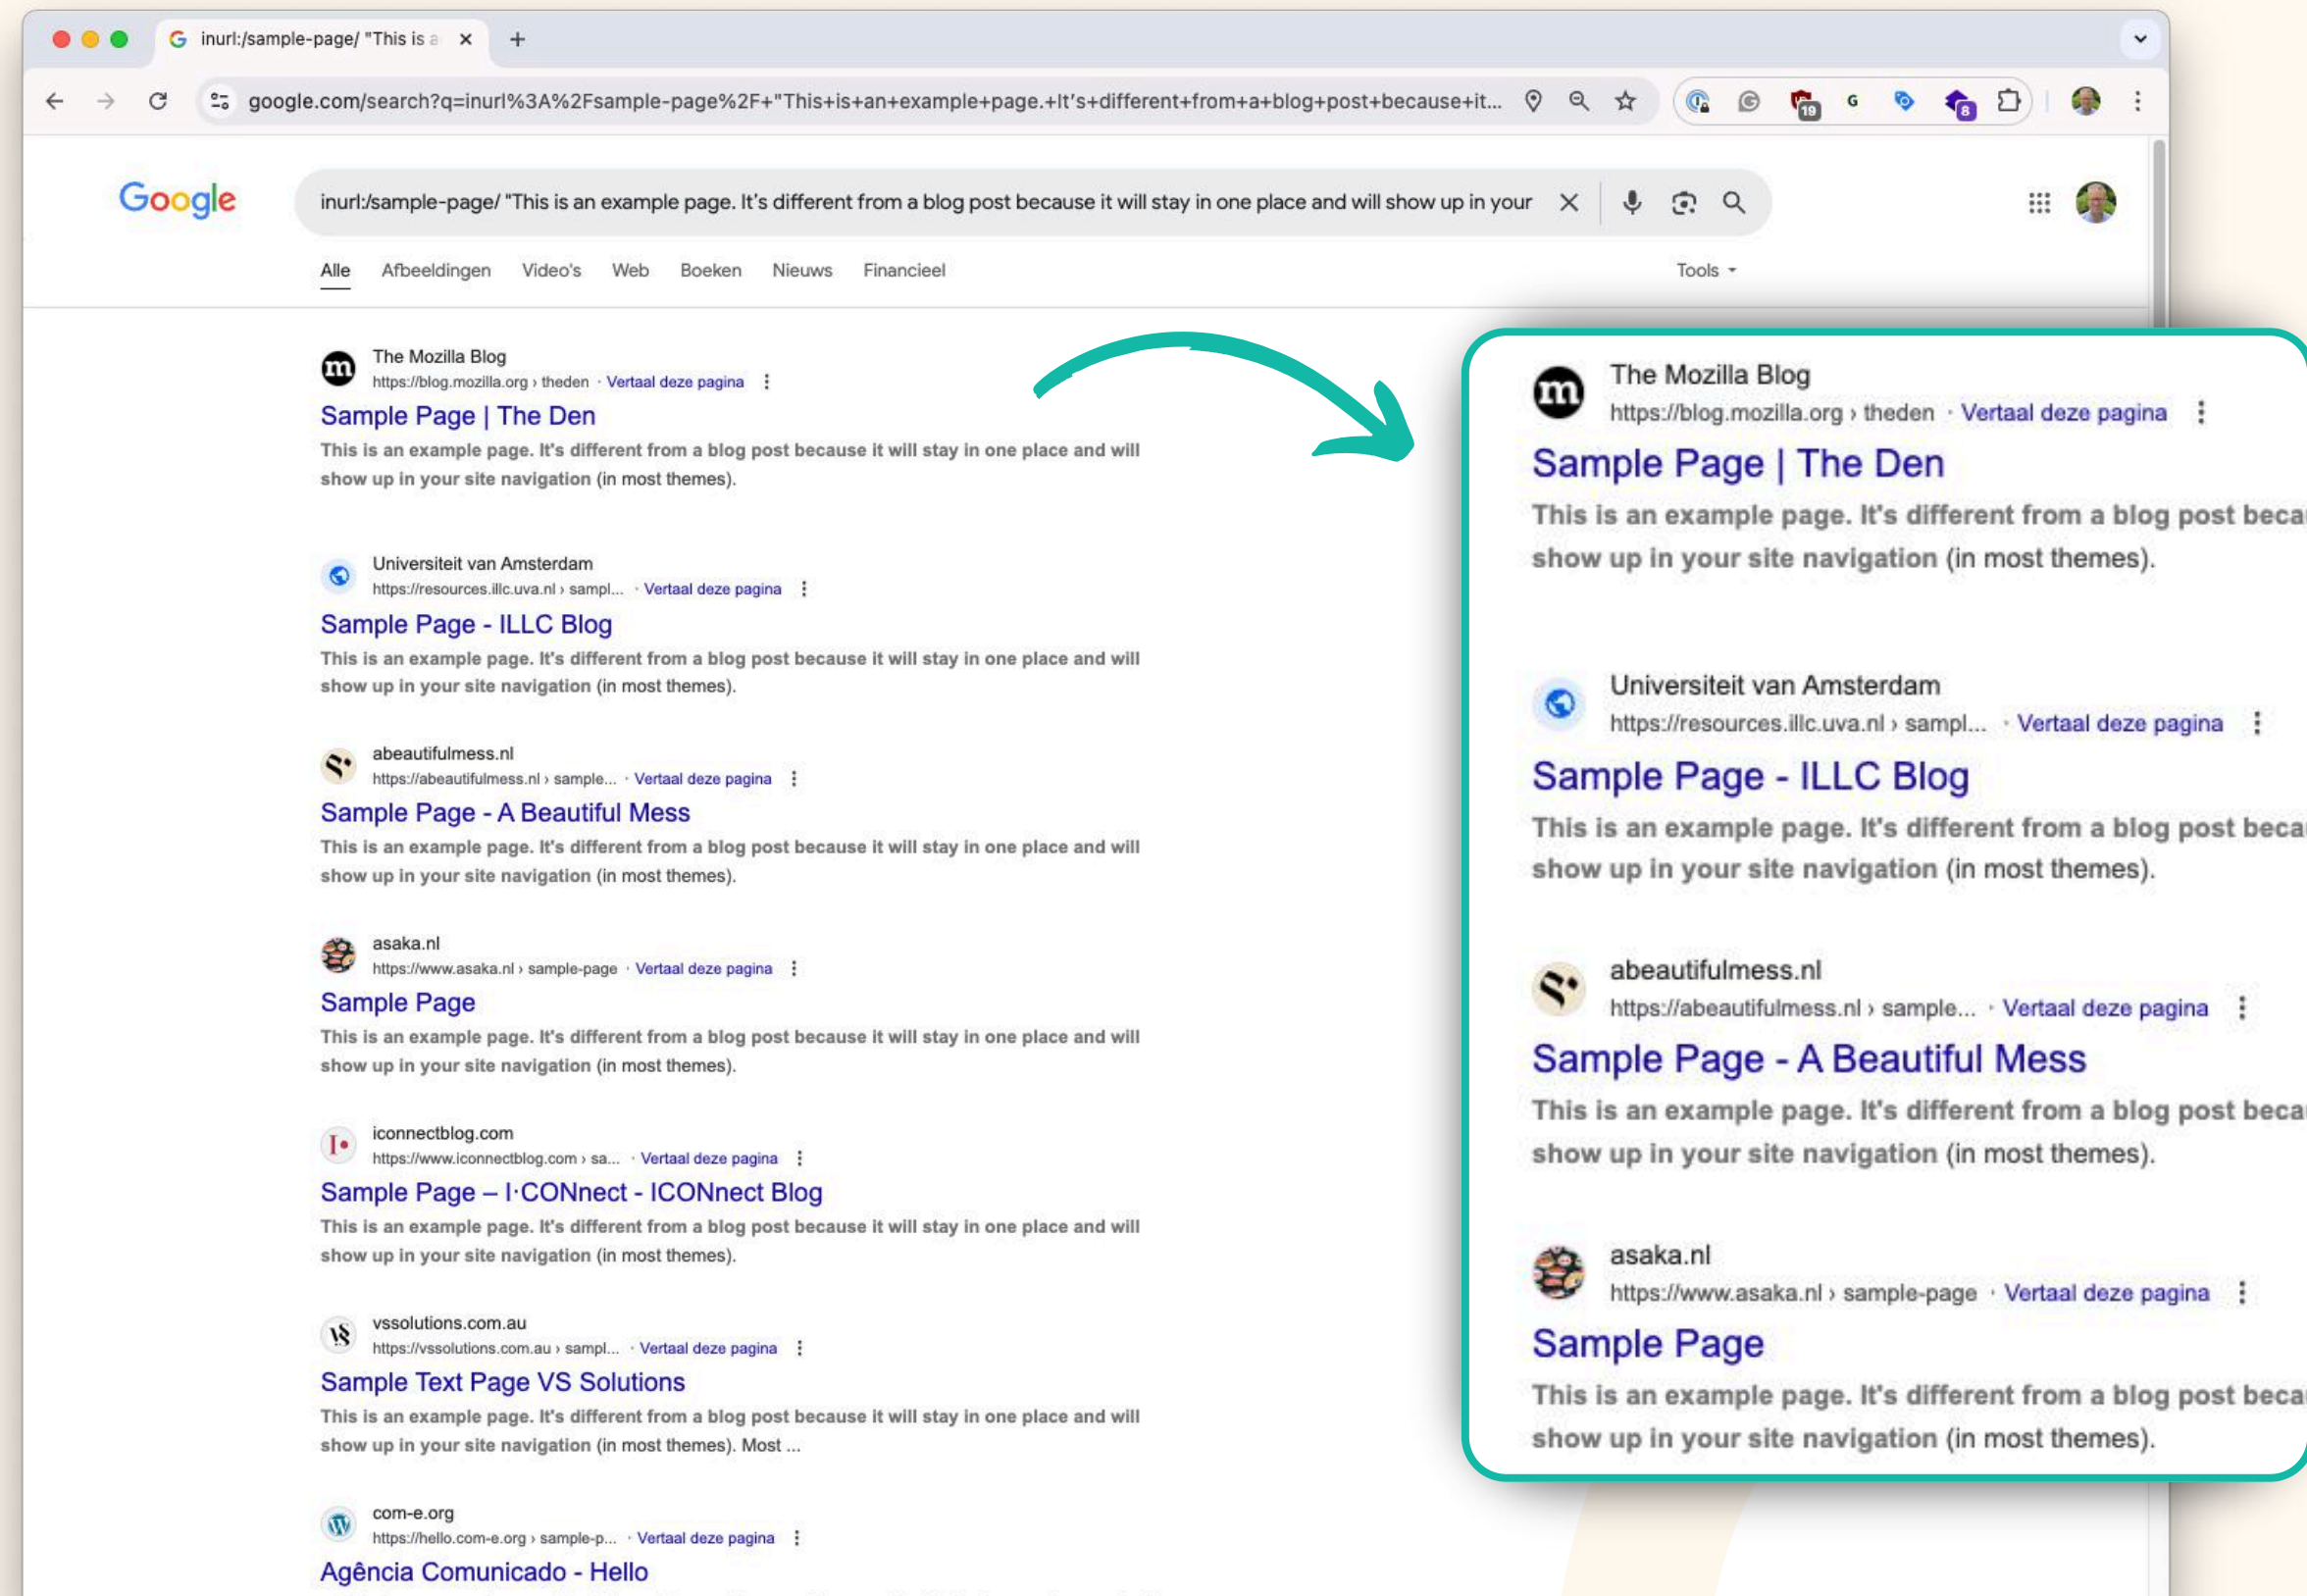 inurl:/sample-page/ "This is a
google.com/search?q=inurl%3A%2Fsample-page%2F+"This+is+an+example+page.+It's+different+from+a+blog+post+because+it...
19
G
8
Google
inurl:/sample-page/ "This is an example page. It's different from a blog post because it will stay in one place and will show up in your
Alle Afbeeldingen Video's Web Boeken Nieuws Financieel Tools
The Mozilla Blog
https://blog.mozilla.org › theden · Vertaal deze pagina
Sample Page | The Den
This is an example page. It's different from a blog post because it will stay in one place and will
show up in your site navigation (in most themes).
Universiteit van Amsterdam
https://resources.illc.uva.nl › sampl... · Vertaal deze pagina
Sample Page - ILLC Blog
This is an example page. It's different from a blog post because it will stay in one place and will
show up in your site navigation (in most themes).
abeautifulmess.nl
https://abeautifulmess.nl › sample... · Vertaal deze pagina
Sample Page - A Beautiful Mess
This is an example page. It's different from a blog post because it will stay in one place and will
show up in your site navigation (in most themes).
asaka.nl
https://www.asaka.nl › sample-page · Vertaal deze pagina
Sample Page
This is an example page. It's different from a blog post because it will stay in one place and will
show up in your site navigation (in most themes).
iconnectblog.com
https://www.iconnectblog.com › sa... · Vertaal deze pagina
Sample Page – I·CONnect - ICONnect Blog
This is an example page. It's different from a blog post because it will stay in one place and will
show up in your site navigation (in most themes).
vssolutions.com.au
https://vssolutions.com.au › sampl... · Vertaal deze pagina
Sample Text Page VS Solutions
This is an example page. It's different from a blog post because it will stay in one place and will
show up in your site navigation (in most themes). Most ...
com-e.org
https://hello.com-e.org › sample-p... · Vertaal deze pagina
Agência Comunicado - Hello
The Mozilla Blog
https://blog.mozilla.org › theden · Vertaal deze pagina
Sample Page | The Den
This is an example page. It's different from a blog post beca
show up in your site navigation (in most themes).
Universiteit van Amsterdam
https://resources.illc.uva.nl › sampl... · Vertaal deze pagina
Sample Page - ILLC Blog
This is an example page. It's different from a blog post beca
show up in your site navigation (in most themes).
abeautifulmess.nl
https://abeautifulmess.nl › sample... · Vertaal deze pagina
Sample Page - A Beautiful Mess
This is an example page. It's different from a blog post beca
show up in your site navigation (in most themes).
asaka.nl
https://www.asaka.nl › sample-page · Vertaal deze pagina
Sample Page
This is an example page. It's different from a blog post beca
show up in your site navigation (in most themes).